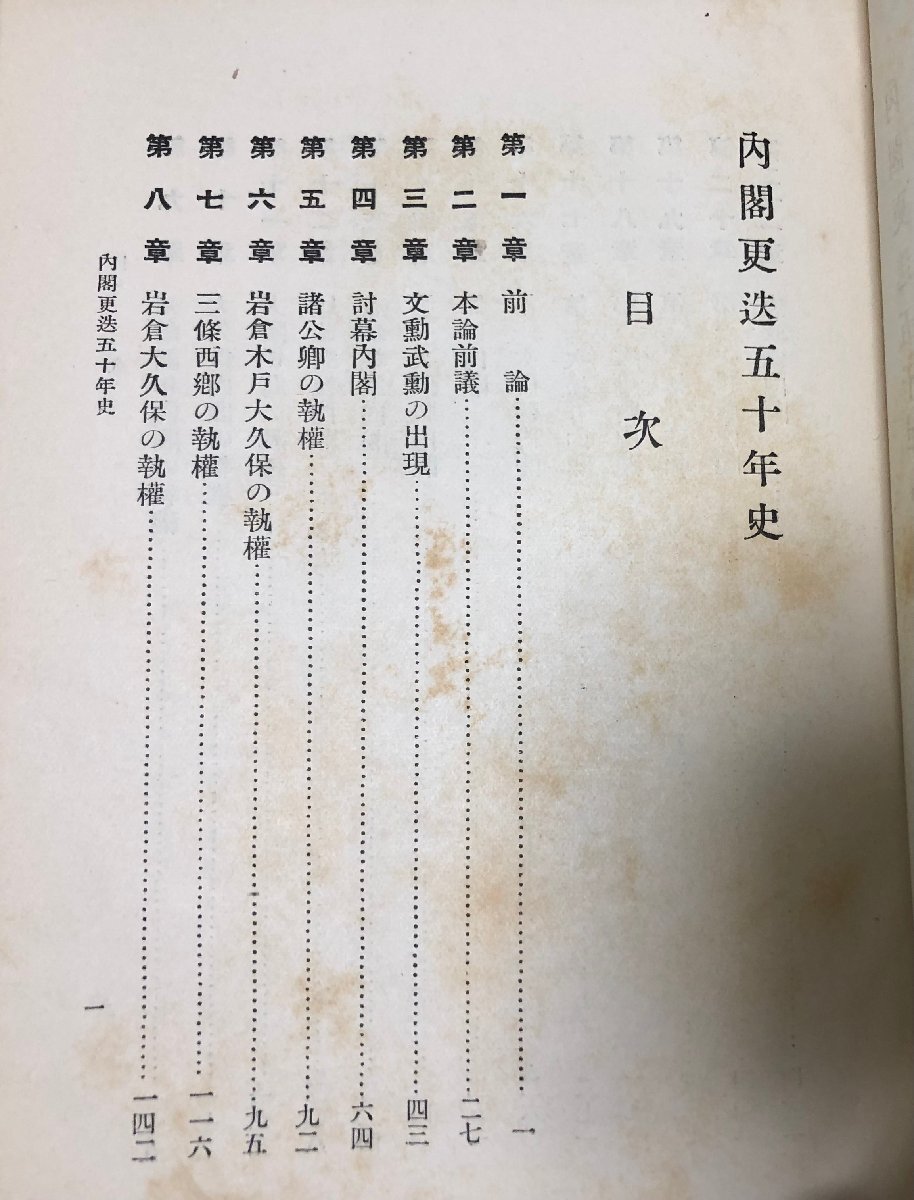 內閣更迭五十年史
目次
第一章 前論……………………一
第二章 本論前議……………………二七
第三章 文勳武勳の出現……………………四三
第四章 討幕內閣……………………六四
第五章 諸公卿の執權……………………九二
第六章 岩倉木戶大久保の執權……………………九五
第七章 三條西鄕の執權……………………一一六
第八章 岩倉大久保の執權……………………一四二
內閣更迭五十年史
一